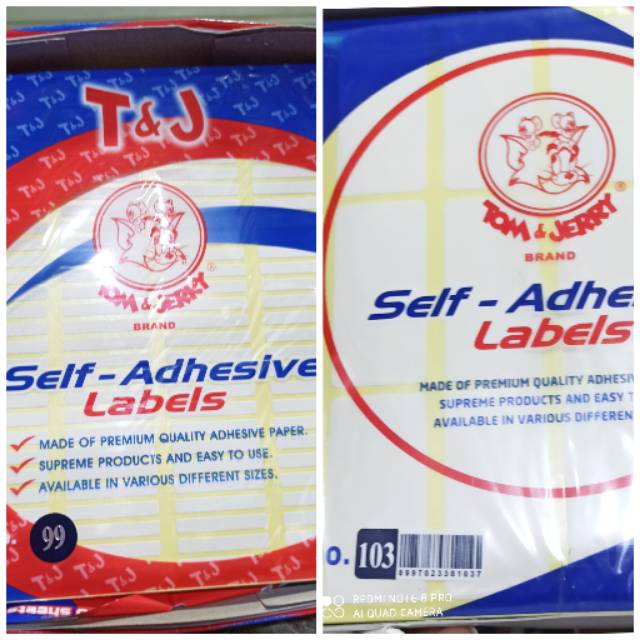 T&J
TOM & JERRY
®
BRAND
Self-Adhesive
Labels
MADE OF PREMIUM QUALITY ADHESIVE PAPER.
SUPREME PRODUCTS AND EASY TO USE.
AVAILABLE IN VARIOUS DIFFERENT SIZES.
99
T&J
TOM & JERRY
®
BRAND
Self-Adhe
Labels
MADE OF PREMIUM QUALITY ADHESIV
SUPREME PRODUCTS AND EASY T
AVAILABLE IN VARIOUS DIFFEREN
O. 103
8997023381037
REDMI NOTE 8 PRO
AI QUAD CAMERA